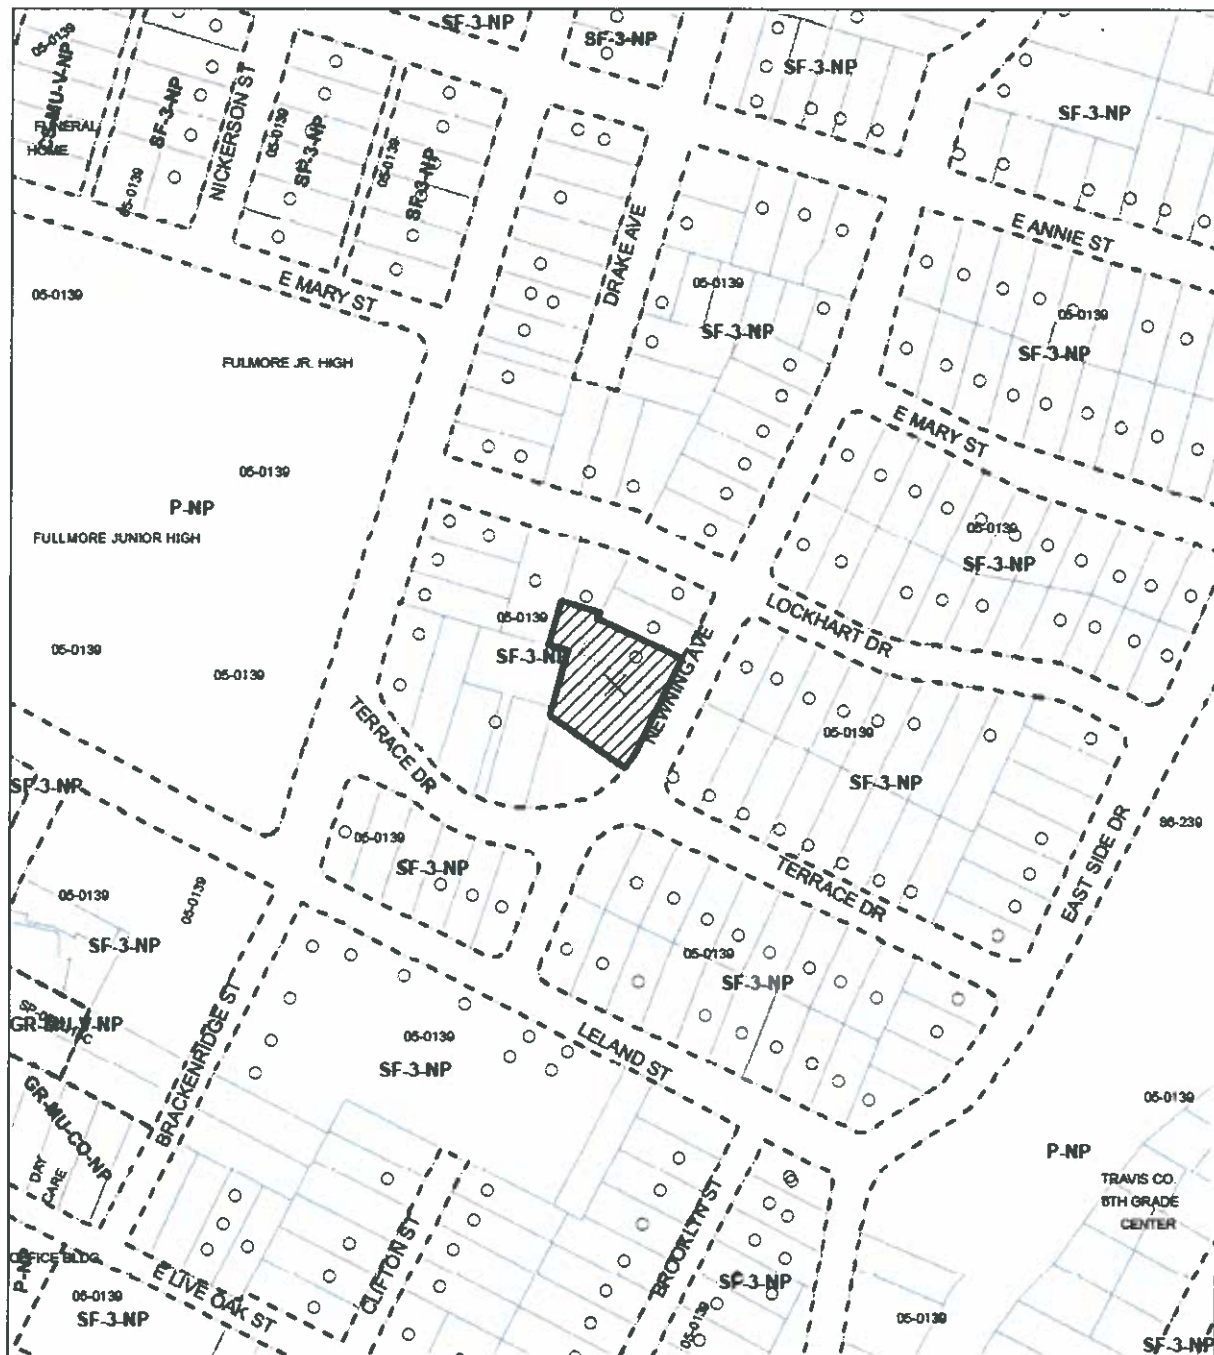 SF-3-NP
SF-3-NP
SF-3-NP
SF-3-NP
05-0139
CS-MU-V-NP
FUNERAL
HOME
SF-3-NP
05-0139
NICKERSON ST
05-0139
SF-3-NP
05-0139
SF-3-NP
DRAKE AVE
E ANNIE ST
05-0139
E MARY ST
05-0139
SF-3-NP
05-0139
SF-3-NP
FULMORE JR. HIGH
E MARY ST
05-0139
P-NP
FULLMORE JUNIOR HIGH
05-0139
SF-3-NP
LOCKHART DR
05-0139
SF-3-NP
NEWNING AVE
05-0139
05-0139
TERRACE DR
05-0139
SF-3-NP
SF-3-NP
EAST SIDE DR
86-239
05-0139
SF-3-NP
TERRACE DR
05-0139
05-0139
SF-3-NP
05-0139
SF-3-NP
GR-MU-V-NP
BRACKENRIDGE ST
05-0139
SF-3-NP
LELAND ST
GR-MU-CO-NP
DAY
CARE
05-0139
P-NP
TRAVIS CO.
6TH GRADE
CENTER
OFFICE BLDG.
P-NP
E LIVE OAK ST
CLIFTON ST
BROOKLYN ST
SF-3-NP
05-0139
SF-3-NP
05-0139
05-0139
SF-3-NP